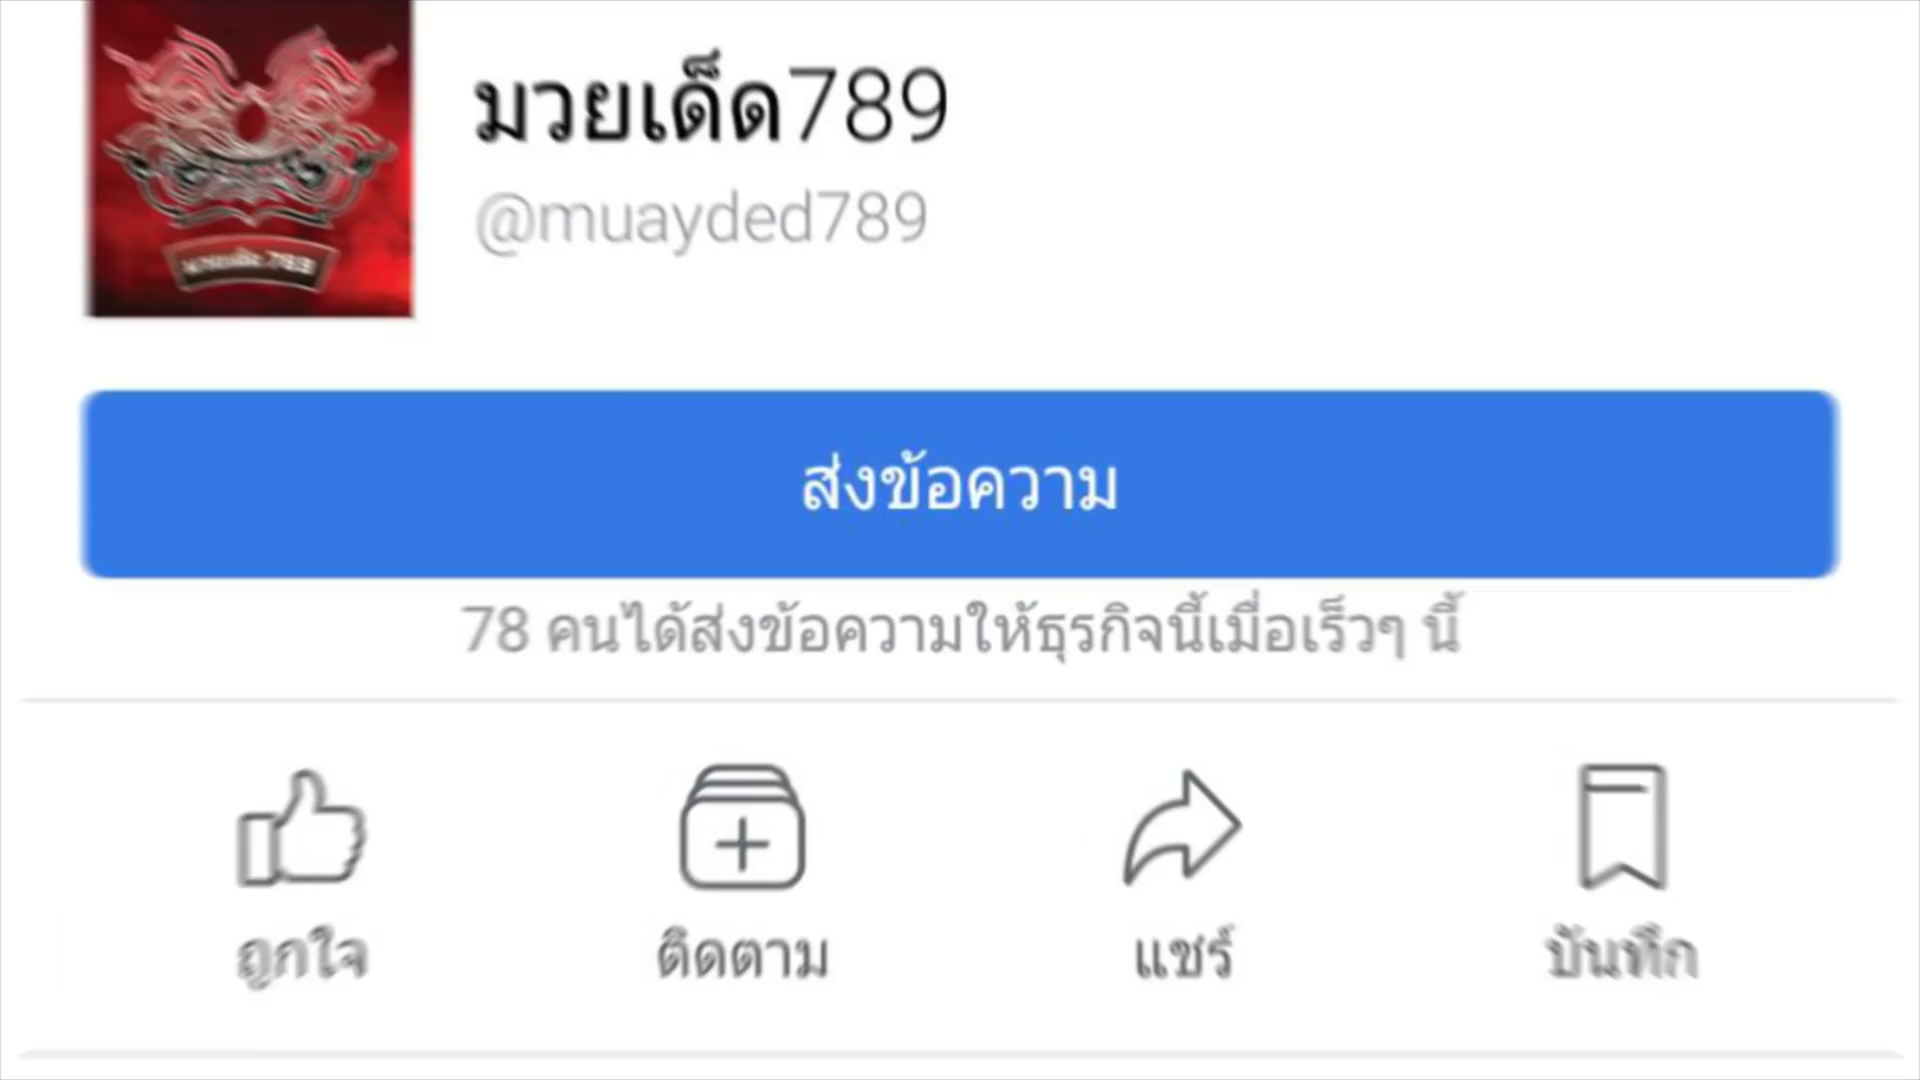 มวยเด็ด789
@muayded789
ส่งข้อความ
78 คนได้ส่งข้อความให้ธุรกิจนี้เมื่อเร็วๆ นี้
ถูกใจ
ติดตาม
แชร์
บันทึก